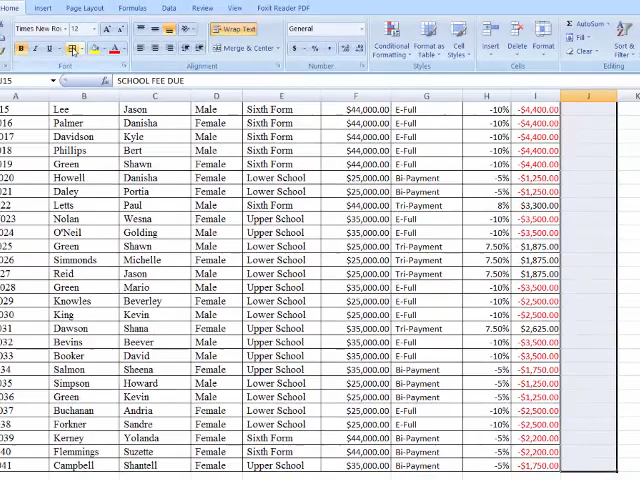 Home Insert Page Layout Formulas Data Review View Foxit Reader PDF
Times New Ro 12 A A Wrap Text General Conditional Formatting Format as Table Cell Styles Insert Delete Format AutoSum Fill Clear Sort & Filter
B I U A Merge & Center $ % ,
Font Alignment Number Styles Cells
J15 fx SCHOOL FEE DUE
A B C D E F G H I J K
15 Lee Jason Male Sixth Form $44,000.00 E-Full -10% -$4,400.00
016 Palmer Danisha Female Sixth Form $44,000.00 E-Full -10% -$4,400.00
017 Davidson Kyle Male Sixth Form $44,000.00 E-Full -10% -$4,400.00
018 Phillips Bert Male Sixth Form $44,000.00 E-Full -10% -$4,400.00
019 Green Shawn Female Sixth Form $44,000.00 E-Full -10% -$4,400.00
020 Howell Danisha Female Lower School $25,000.00 Bi-Payment -5% -$1,250.00
021 Daley Portia Female Lower School $25,000.00 Bi-Payment -5% -$1,250.00
22 Letts Paul Male Sixth Form $44,000.00 Tri-Payment 8% $3,300.00
/023 Nolan Wesna Female Upper School $35,000.00 E-Full -10% -$3,500.00
024 O'Neil Golding Female Upper School $35,000.00 E-Full -10% -$3,500.00
025 Green Shawn Male Lower School $25,000.00 Tri-Payment 7.50% $1,875.00
026 Simmonds Michelle Female Lower School $25,000.00 Tri-Payment 7.50% $1,875.00
27 Reid Jason Male Lower School $25,000.00 Tri-Payment 7.50% $1,875.00
028 Green Mario Male Upper School $35,000.00 E-Full -10% -$3,500.00
029 Knowles Beverley Female Lower School $25,000.00 E-Full -10% -$2,500.00
030 King Kevin Female Lower School $25,000.00 E-Full -10% -$2,500.00
031 Dawson Shana Female Upper School $35,000.00 Tri-Payment 7.50% $2,625.00
032 Bevins Beever Male Upper School $35,000.00 E-Full -10% -$3,500.00
033 Booker David Male Upper School $35,000.00 E-Full -10% -$3,500.00
034 Salmon Sheena Female Upper School $35,000.00 Bi-Payment -5% -$1,750.00
035 Simpson Howard Male Lower School $25,000.00 Bi-Payment -5% -$1,250.00
036 Green Kevin Male Lower School $25,000.00 Bi-Payment -5% -$1,250.00
037 Buchanan Andria Female Lower School $25,000.00 E-Full -10% -$2,500.00
038 Forkner Sandre Female Lower School $25,000.00 E-Full -10% -$2,500.00
039 Kerney Yolanda Female Sixth Form $44,000.00 Bi-Payment -5% -$2,200.00
040 Flemmings Suzette Female Sixth Form $44,000.00 Bi-Payment -5% -$2,200.00
041 Campbell Shantell Female Upper School $35,000.00 Bi-Payment -5% -$1,750.00